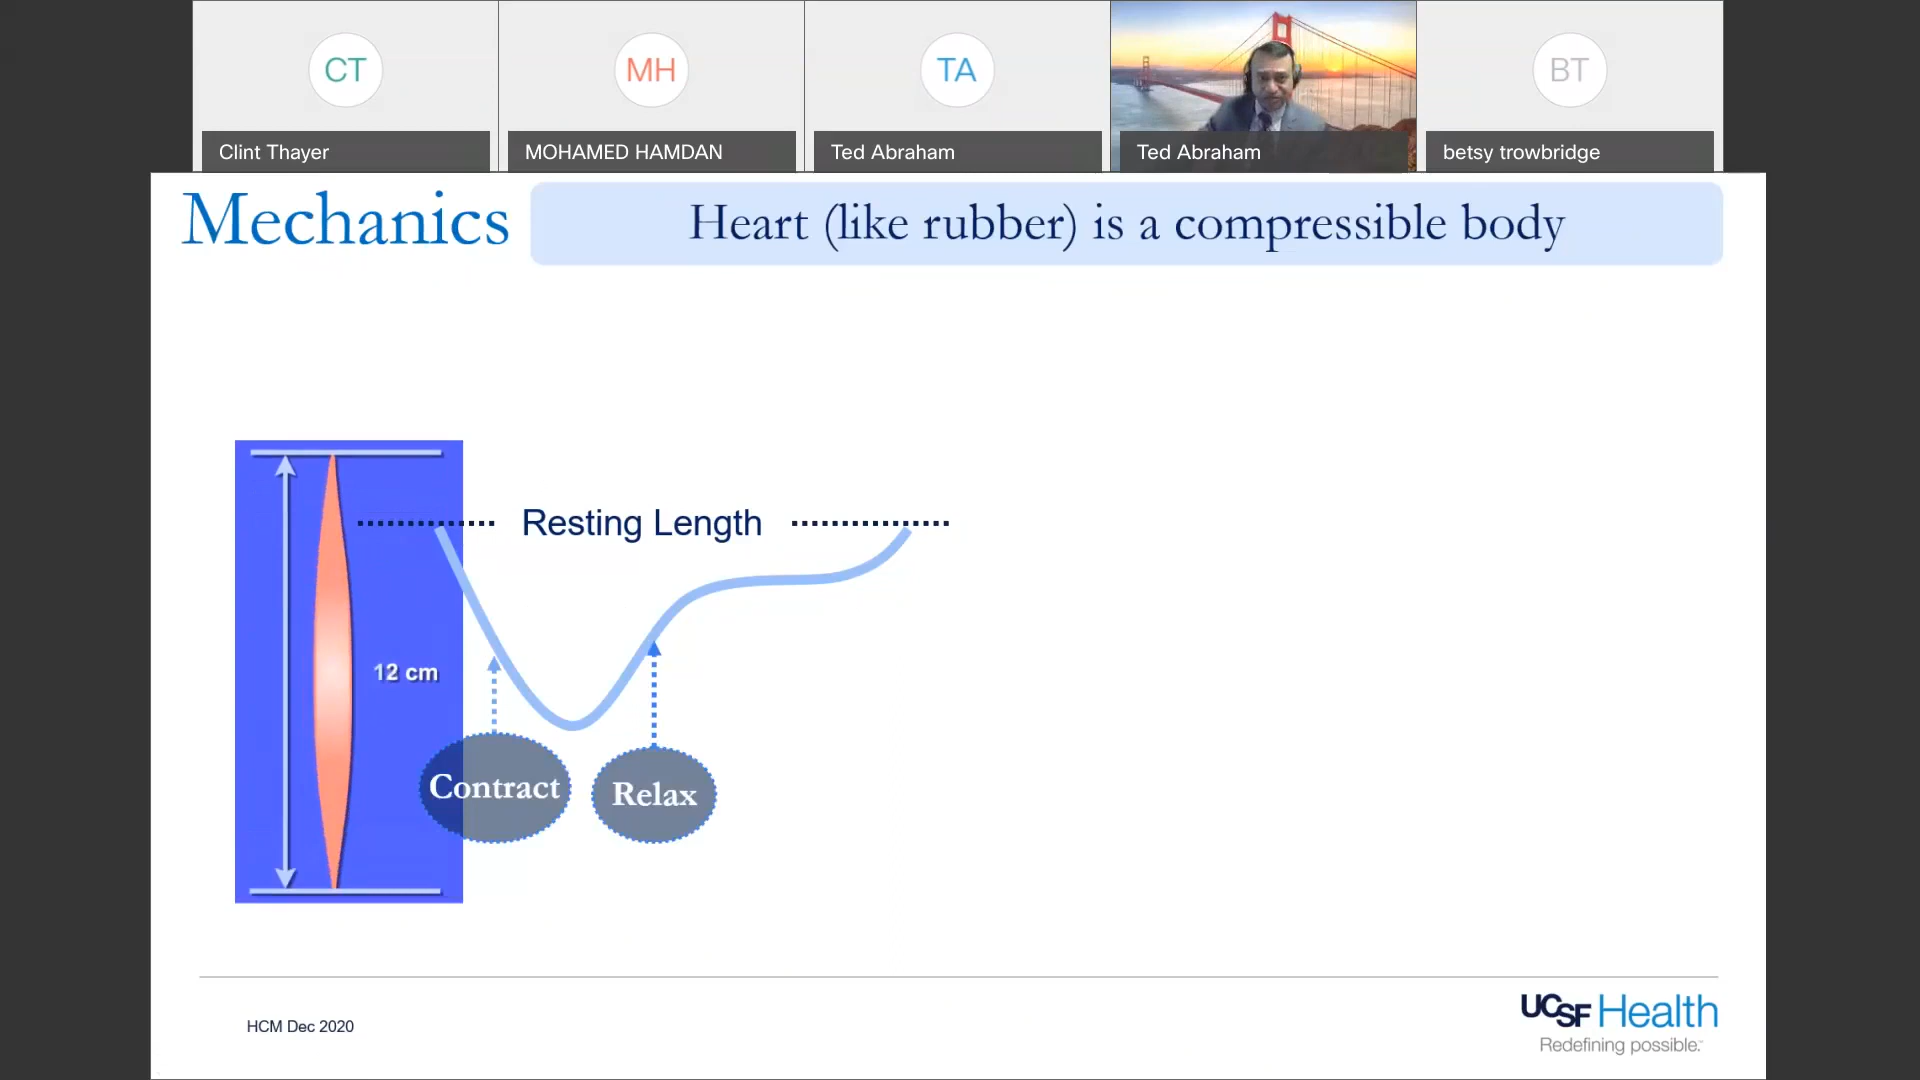 CT
MH
TA
BT
Clint Thayer
MOHAMED HAMDAN
Ted Abraham
Ted Abraham
betsy trowbridge
Mechanics
Heart (like rubber) is a compressible body
Resting Length
12 cm
Contract
Relax
HCM Dec 2020
UCSF Health
Redefining possible.™